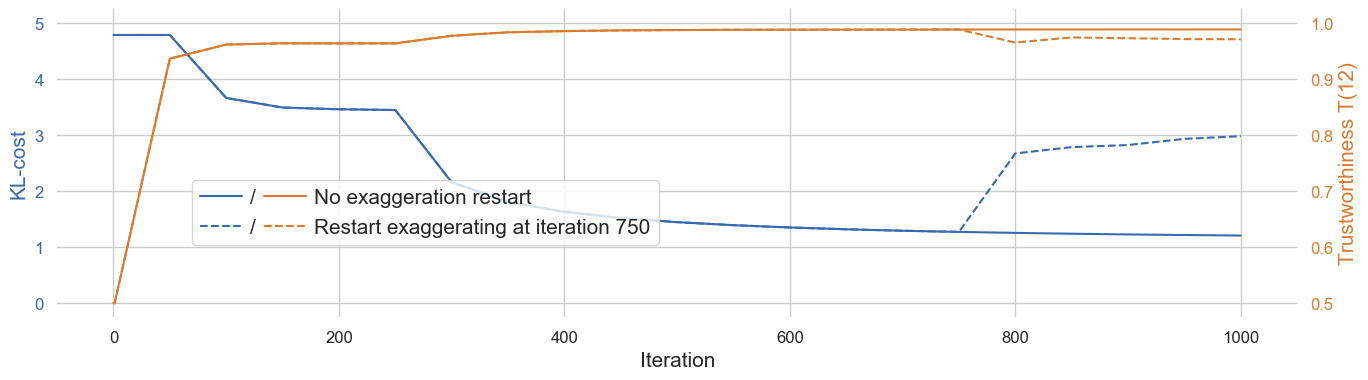 5
4
3
2
1
0
KL-cost
1.0
0.9
0.8
0.7
0.6
0.5
Trustworthiness T(12)
/ No exaggeration restart
/ Restart exaggerating at iteration 750
0 200 400 600 800 1000
Iteration